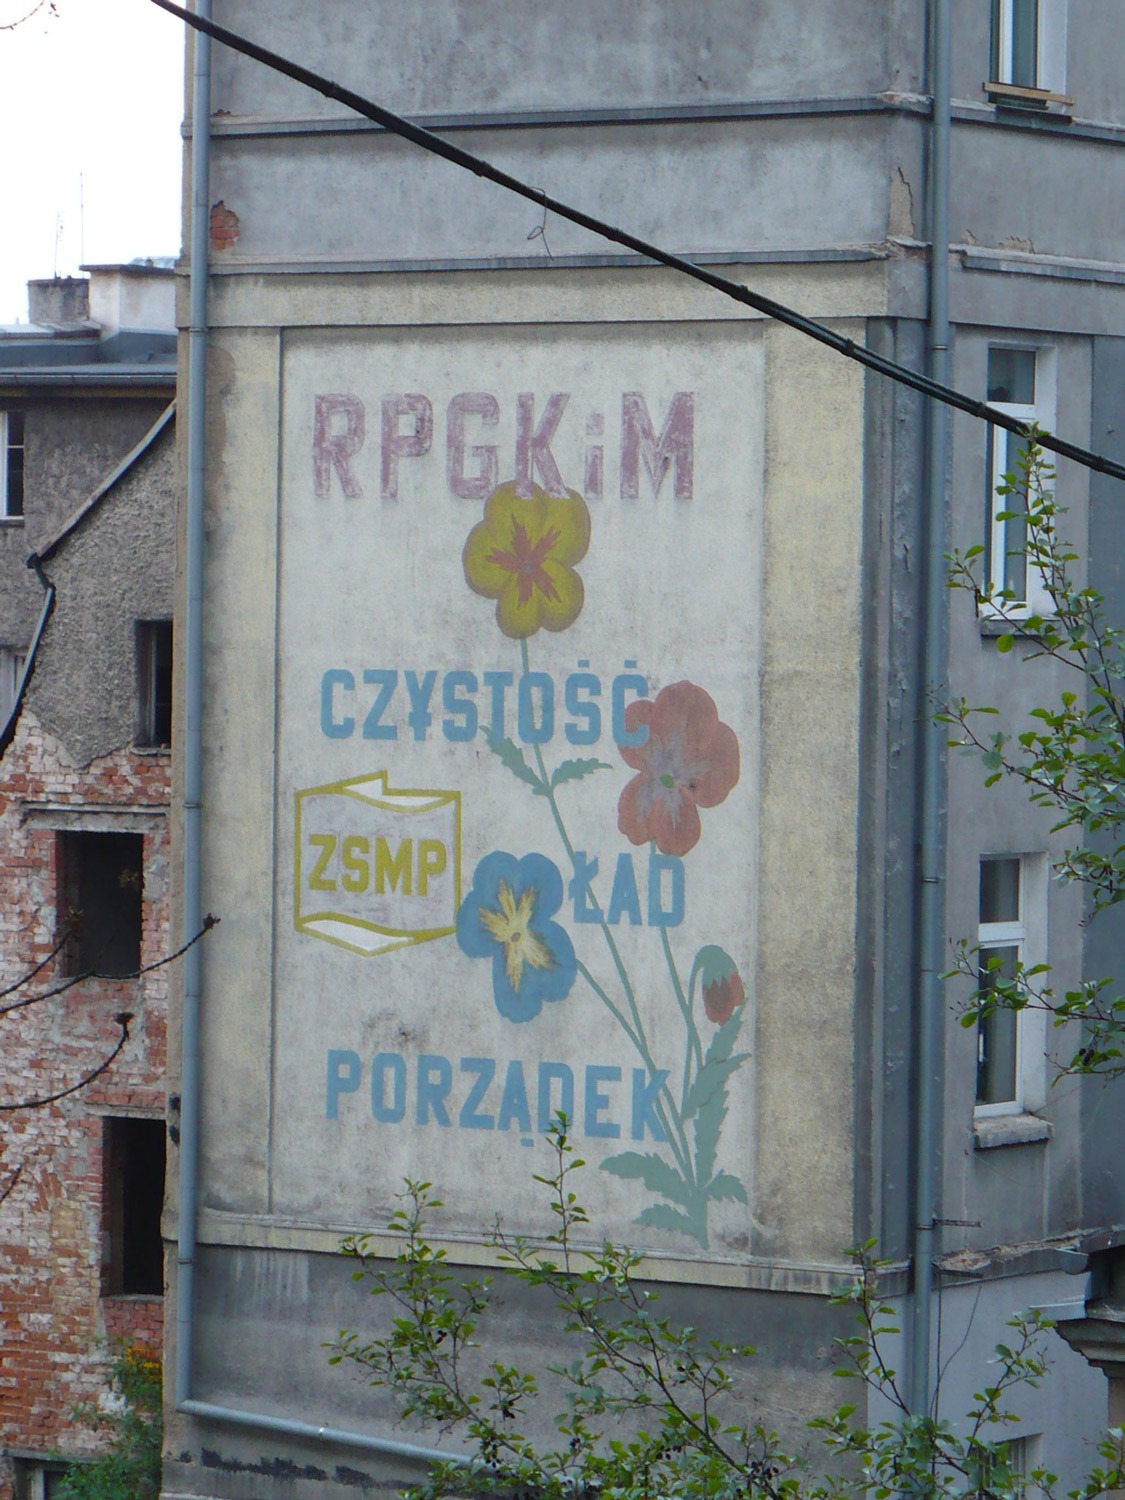 RPGKiM
CZYSTOŚĆ
ZSMP
ŁAD
PORZĄDEK